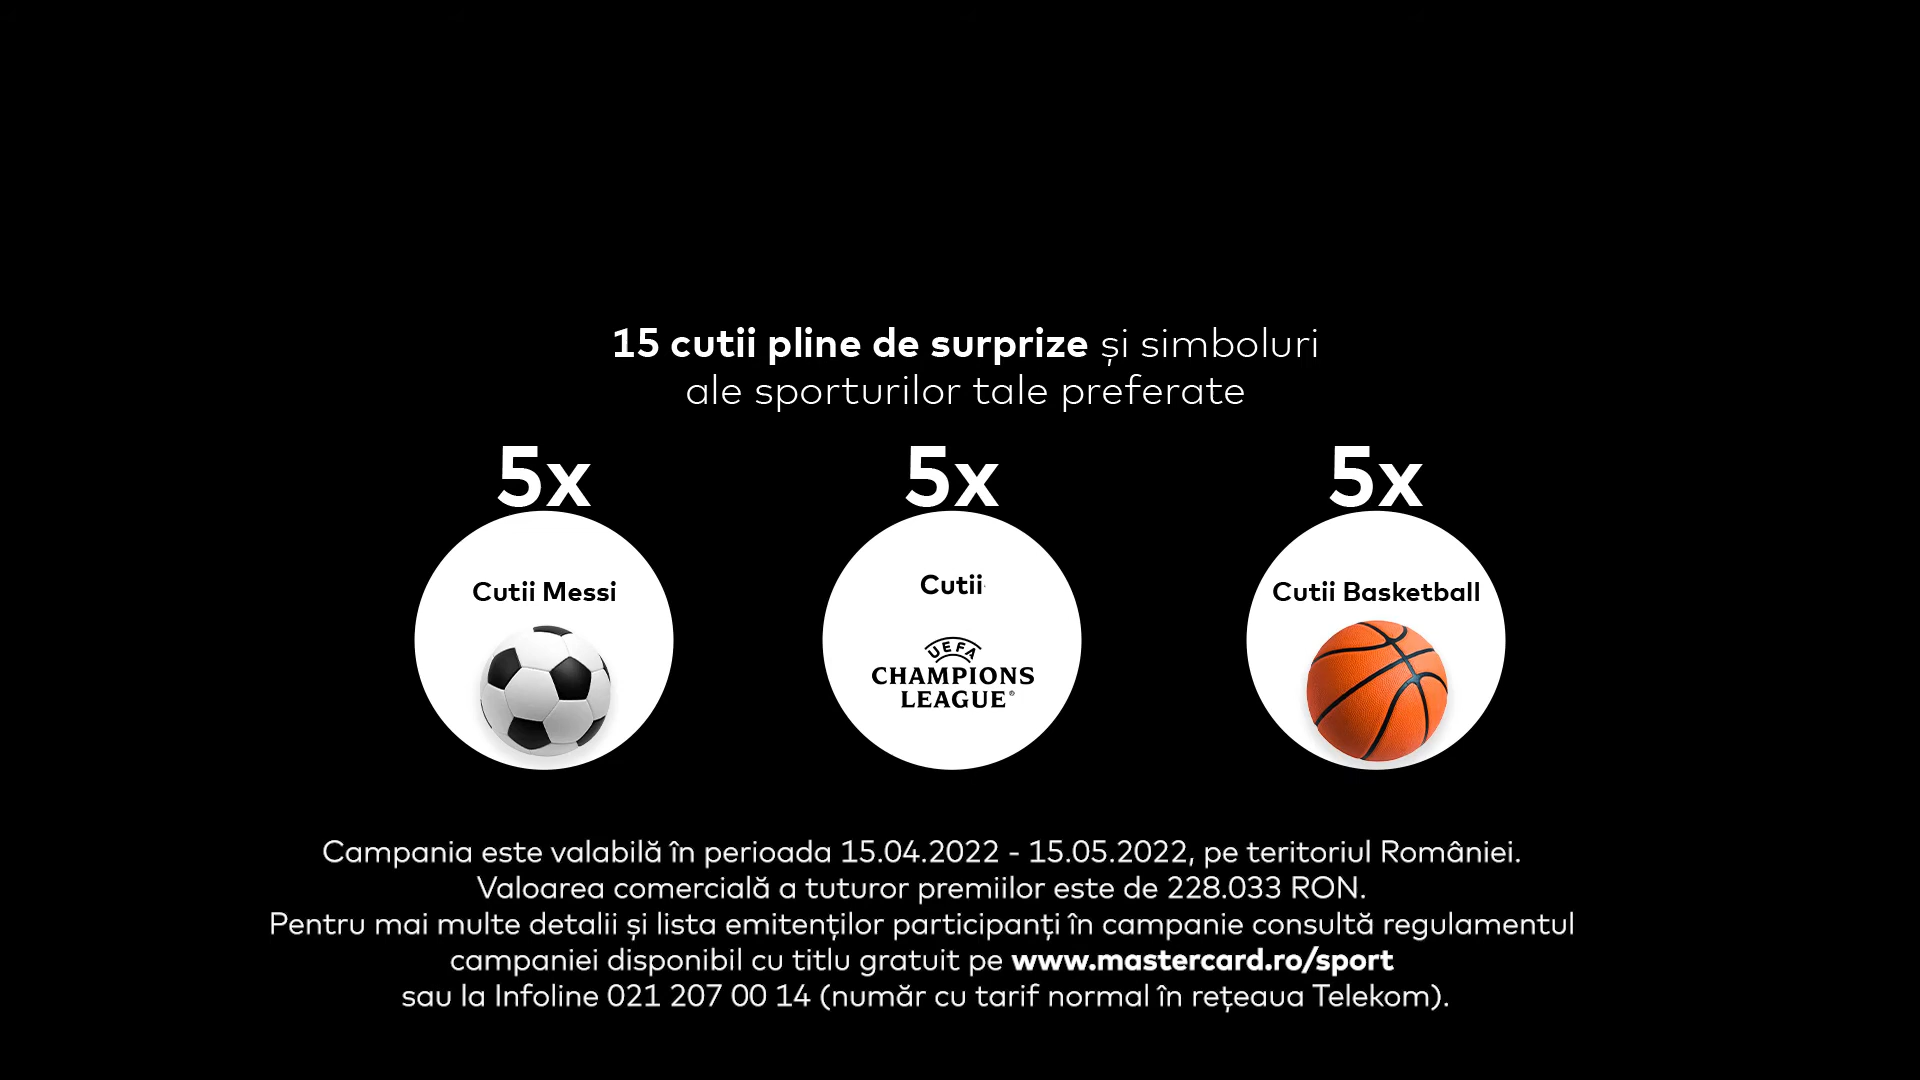 15 cutii pline de surprize și simboluri
ale sporturilor tale preferate
5x
5x
5x
Cutii Messi
Cutii
Cutii Basketball
UEFA
CHAMPIONS
LEAGUE®
Campania este valabilă în perioada 15.04.2022 - 15.05.2022, pe teritoriul României.
Valoarea comercială a tuturor premiilor este de 228.033 RON.
Pentru mai multe detalii și lista emitenților participanți în campanie consultă regulamentul
campaniei disponibil cu titlu gratuit pe www.mastercard.ro/sport
sau la Infoline 021 207 00 14 (număr cu tarif normal în rețeaua Telekom).